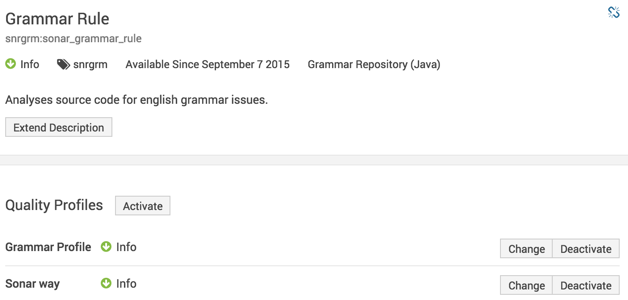 Grammar Rule
snrgrm:sonar_grammar_rule
Info snrgrm Available Since September 7 2015 Grammar Repository (Java)
Analyses source code for english grammar issues.
Extend Description
Quality Profiles Activate
Grammar Profile Info Change Deactivate
Sonar way Info Change Deactivate